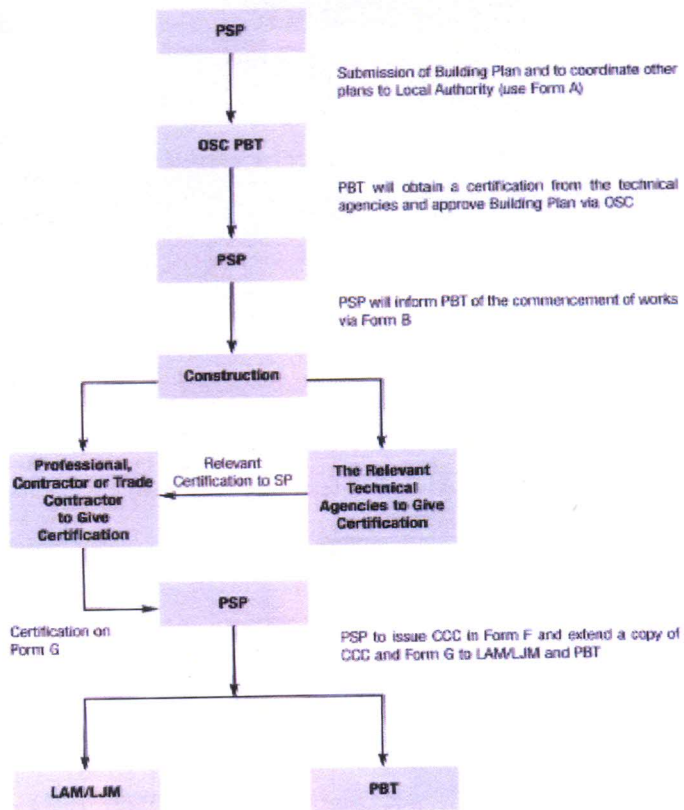 PSP
Submission of Building Plan and to coordinate other
plans to Local Authority (use Form A)
OSC PBT
PBT will obtain a certification from the technical
agencies and approve Building Plan via OSC
PSP
PSP will inform PBT of the commencement of works
via Form B
Construction
Professional,
Contractor or Trade
Contractor
to Give
Certification
Relevant
Certification to SP
The Relevant
Technical
Agencies to Give
Certification
Certification on
Form G
PSP
PSP to issue CCC in Form F and extend a copy of
CCC and Form G to LAM/LJM and PBT
LAM/LJM
PBT